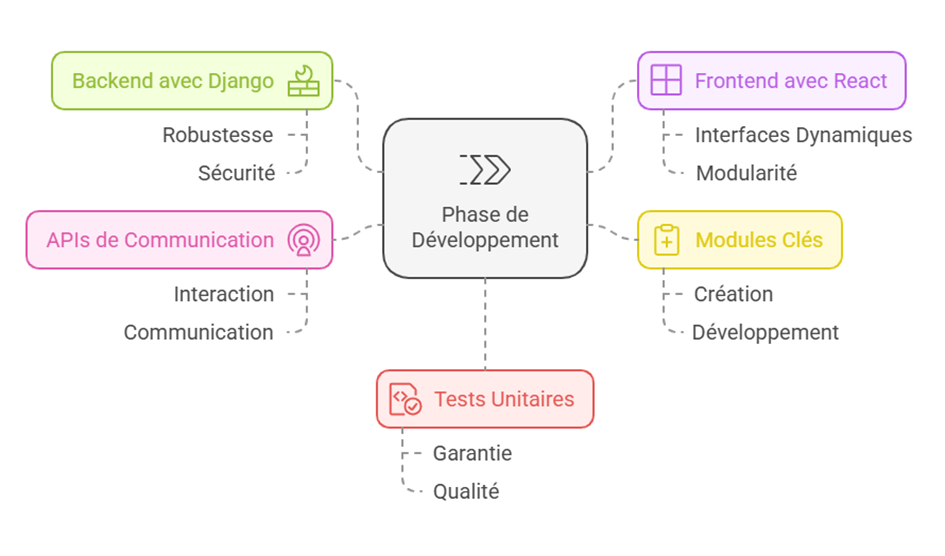 Backend avec Django
Robustesse
Sécurité
APIs de Communication
Interaction
Communication
Phase de
Développement
Frontend avec React
Interfaces Dynamiques
Modularité
Modules Clés
Création
Développement
Tests Unitaires
Garantie
Qualité